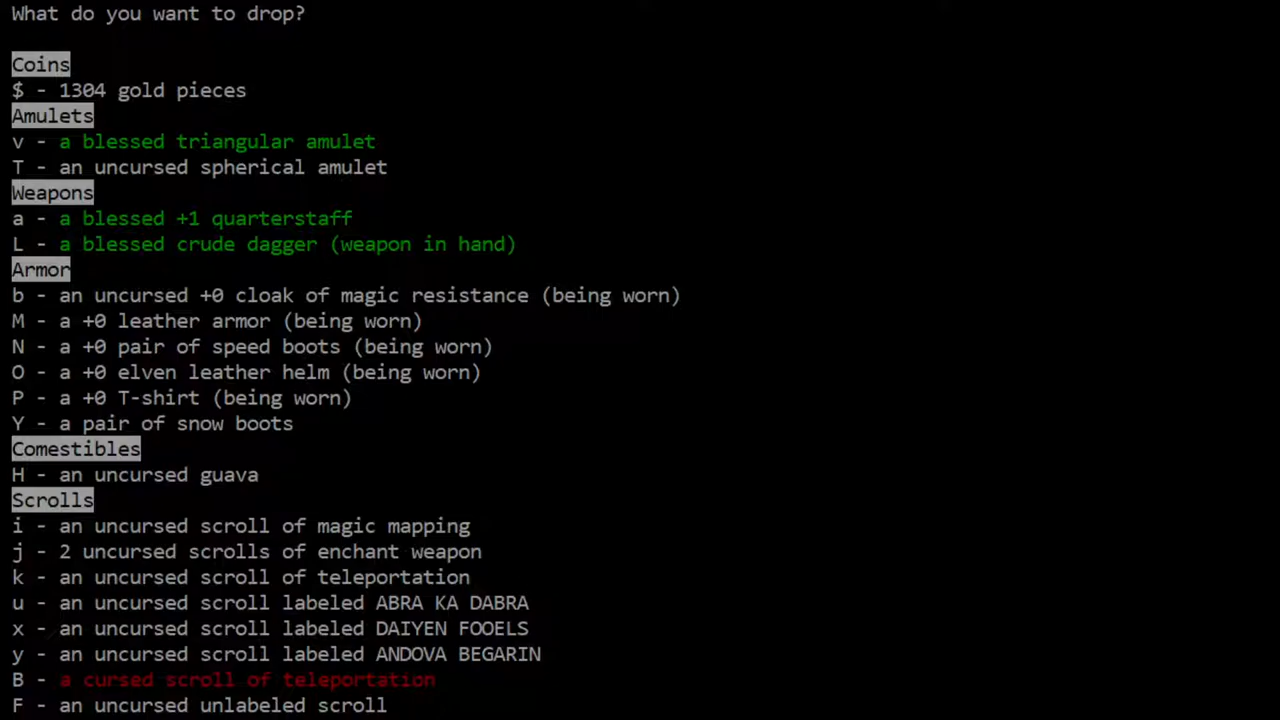 What do you want to drop?
Coins
$ - 1304 gold pieces
Amulets
v - a blessed triangular amulet
T - an uncursed spherical amulet
Weapons
a - a blessed +1 quarterstaff
L - a blessed crude dagger (weapon in hand)
Armor
b - an uncursed +0 cloak of magic resistance (being worn)
M - a +0 leather armor (being worn)
N - a +0 pair of speed boots (being worn)
O - a +0 elven leather helm (being worn)
P - a +0 T-shirt (being worn)
Y - a pair of snow boots
Comestibles
H - an uncursed guava
Scrolls
i - an uncursed scroll of magic mapping
j - 2 uncursed scrolls of enchant weapon
k - an uncursed scroll of teleportation
u - an uncursed scroll labeled ABRA KA DABRA
x - an uncursed scroll labeled DAIYEN FOOELS
y - an uncursed scroll labeled ANDOVA BEGARIN
B - a cursed scroll of teleportation
F - an uncursed unlabeled scroll